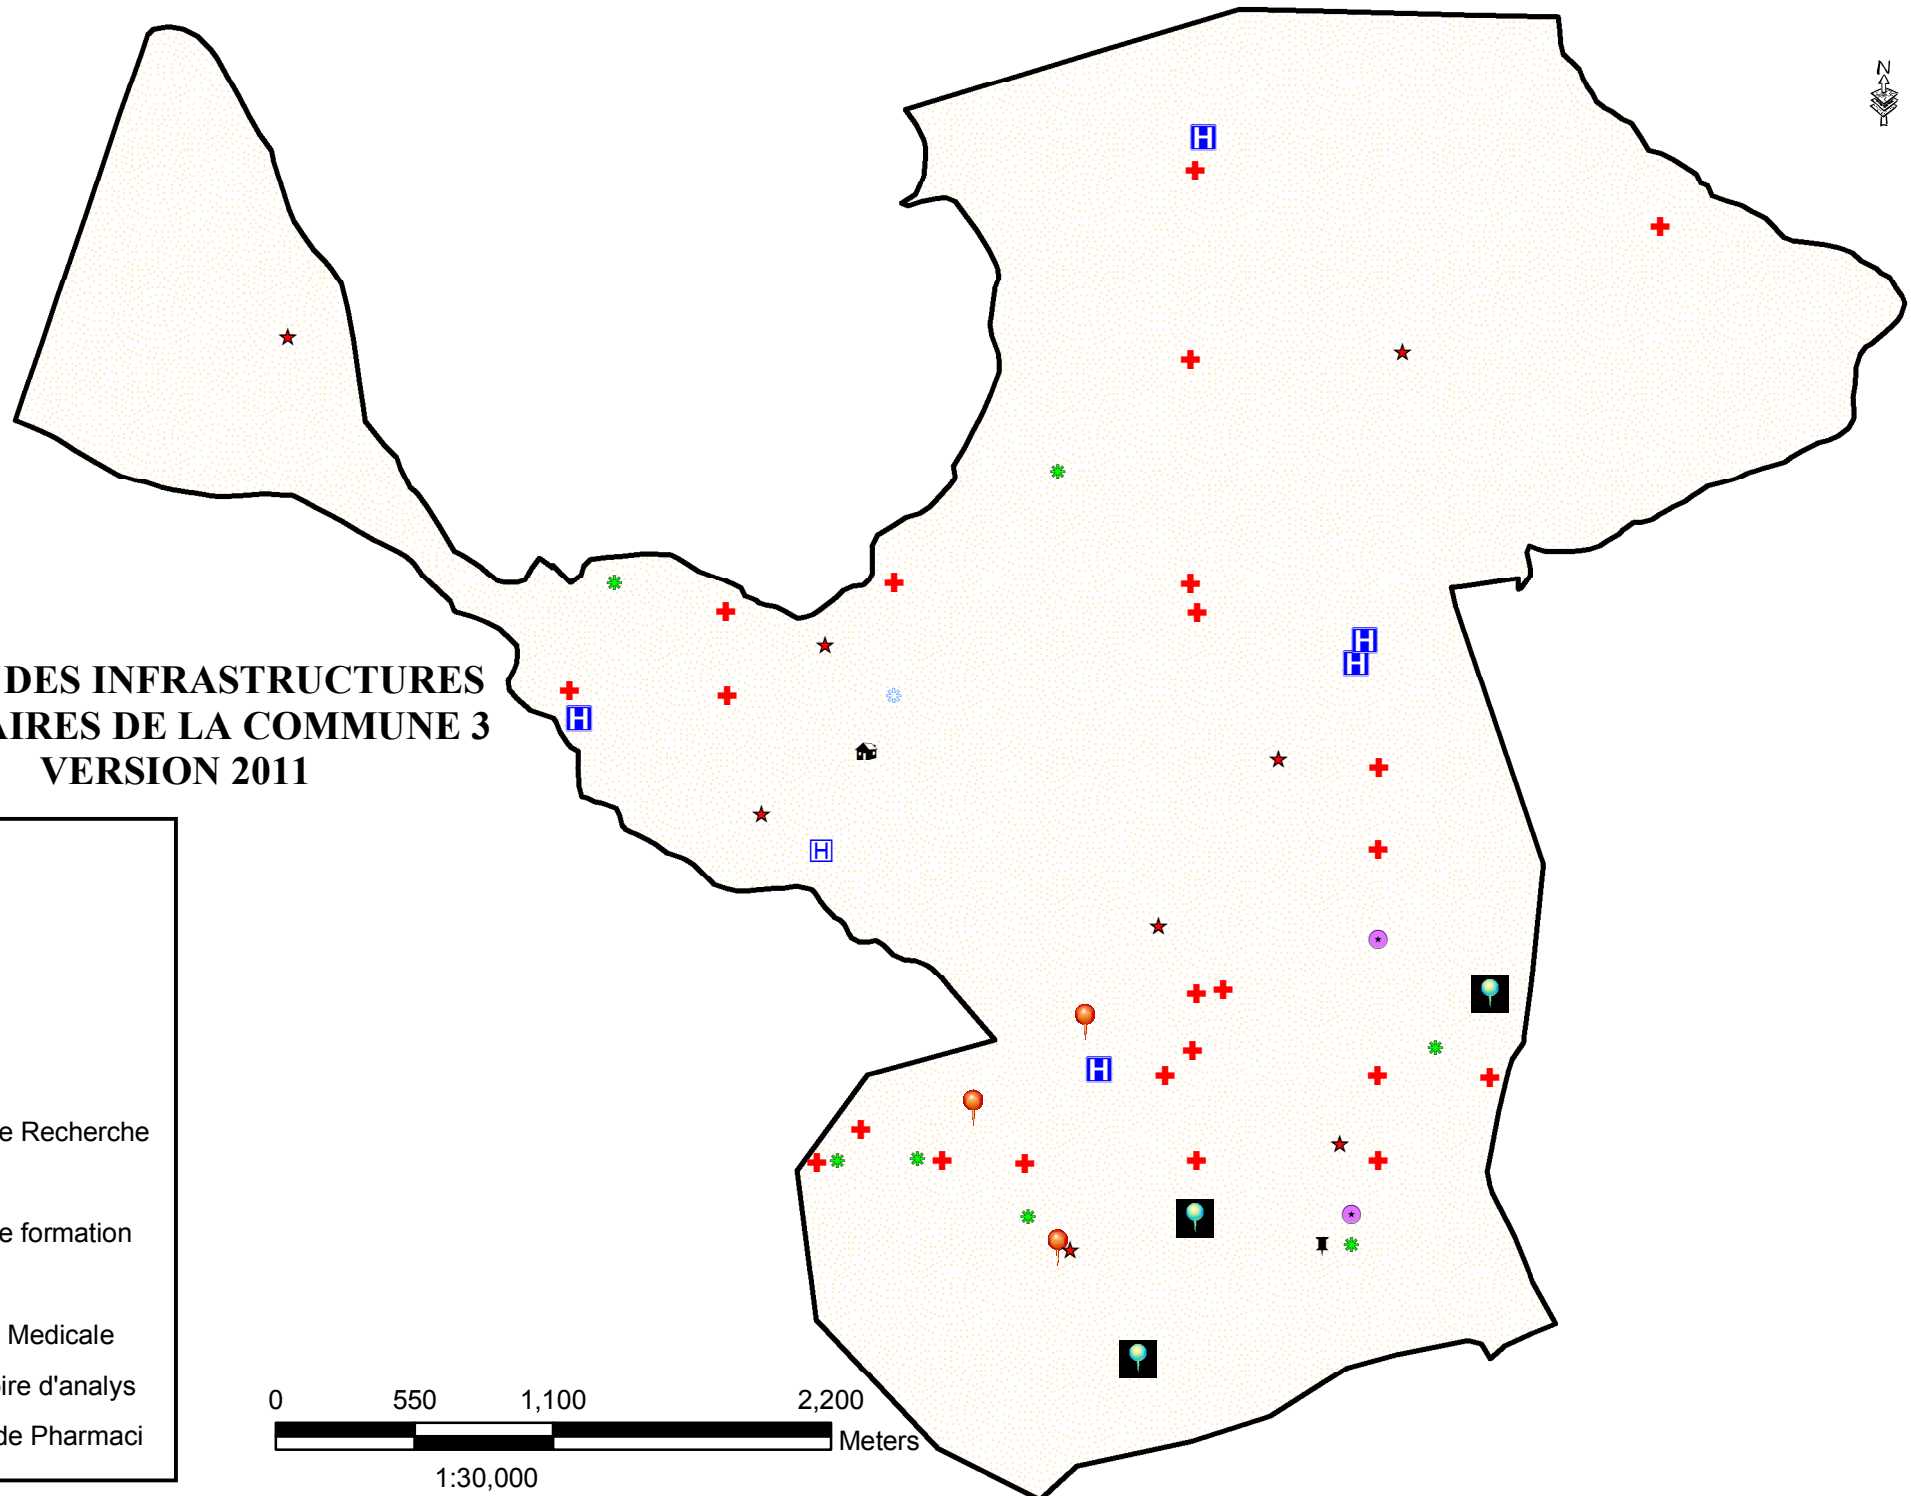 N
DES INFRASTRUCTURES
AIRES DE LA COMMUNE 3
VERSION 2011
e Recherche
e formation
Medicale
ire d'analys
de Pharmaci
0 550 1,100 2,200
Meters
1:30,000
H
H
H
H
H
H